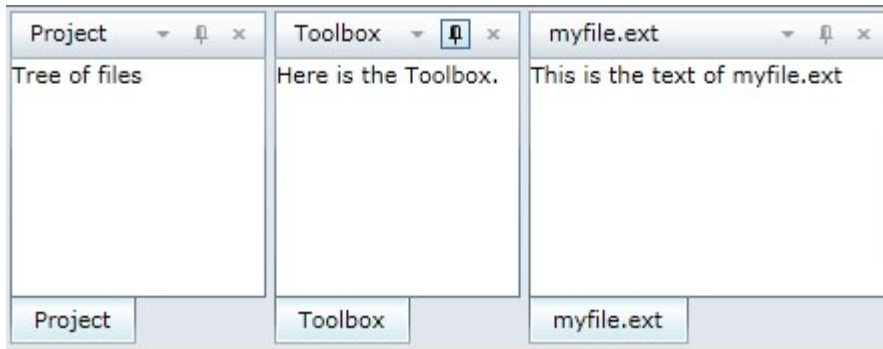 Project
Toolbox
myfile.ext
Tree of files
Here is the Toolbox.
This is the text of myfile.ext
Project
Toolbox
myfile.ext